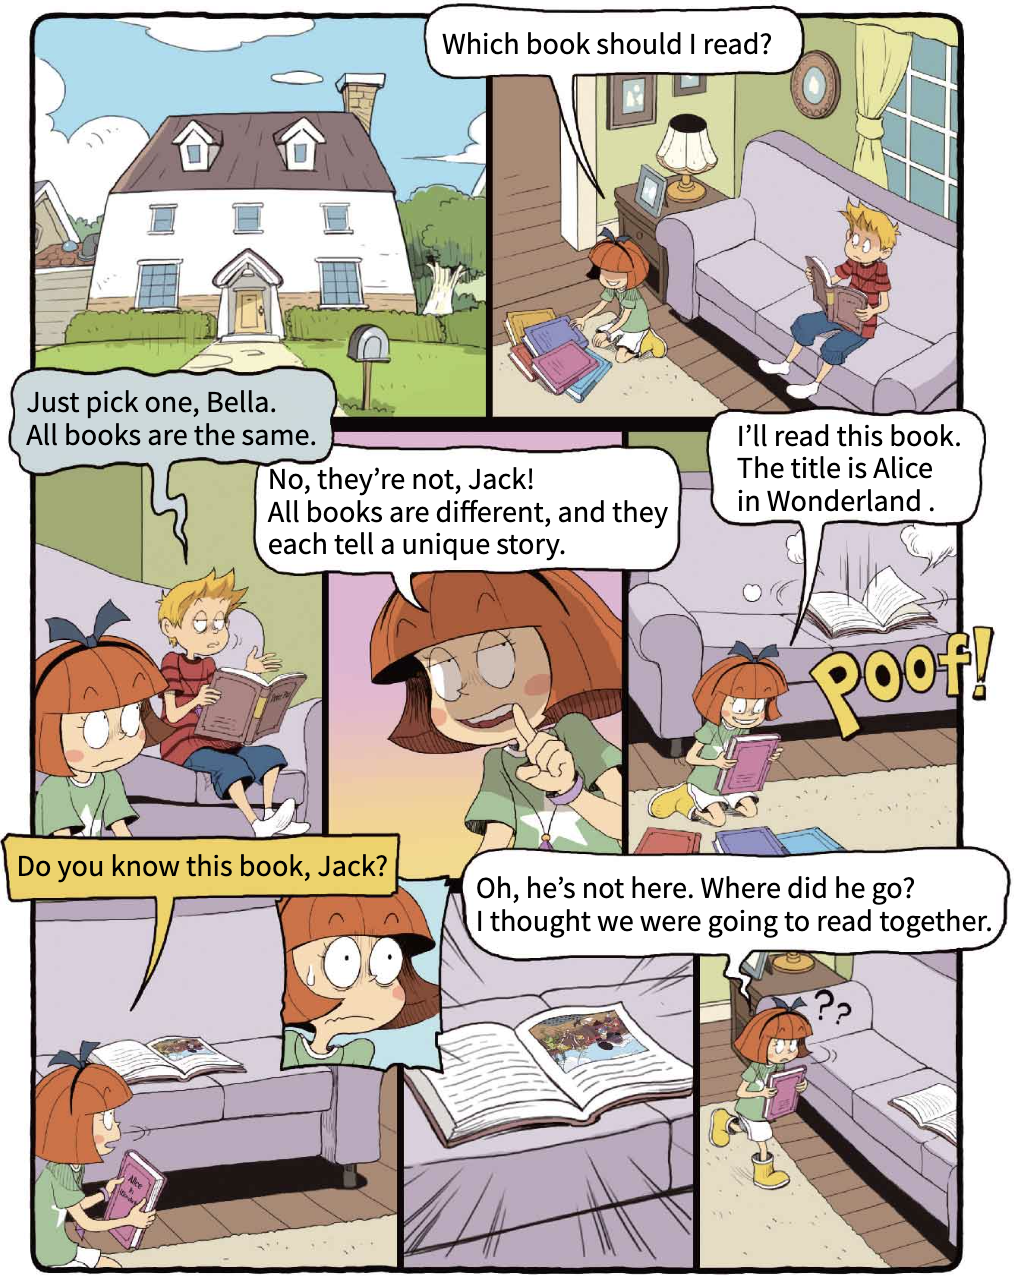 Which book should I read?
Just pick one, Bella.
All books are the same.
No, they're not, Jack!
All books are different, and they
each tell a unique story.
I'll read this book.
The title is Alice
in Wonderland .
POOf!
Do you know this book, Jack?
Alice
in
Oh, he's not here. Where did he go?
I thought we were going to read together.
??